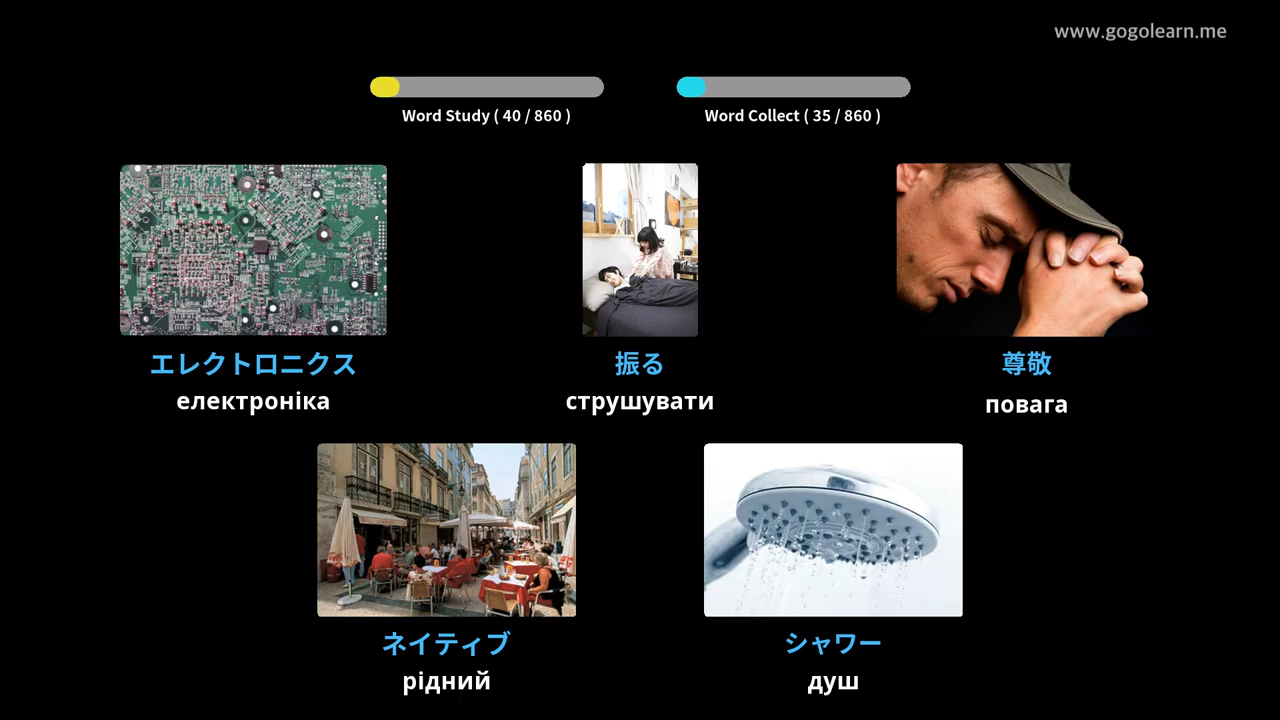 www.gogolearn.me
Word Study ( 40 / 860 )
Word Collect ( 35 / 860 )
エレクトロニクス
електроніка
振る
струшувати
尊敬
повага
ネイティブ
рідний
シャワー
душ